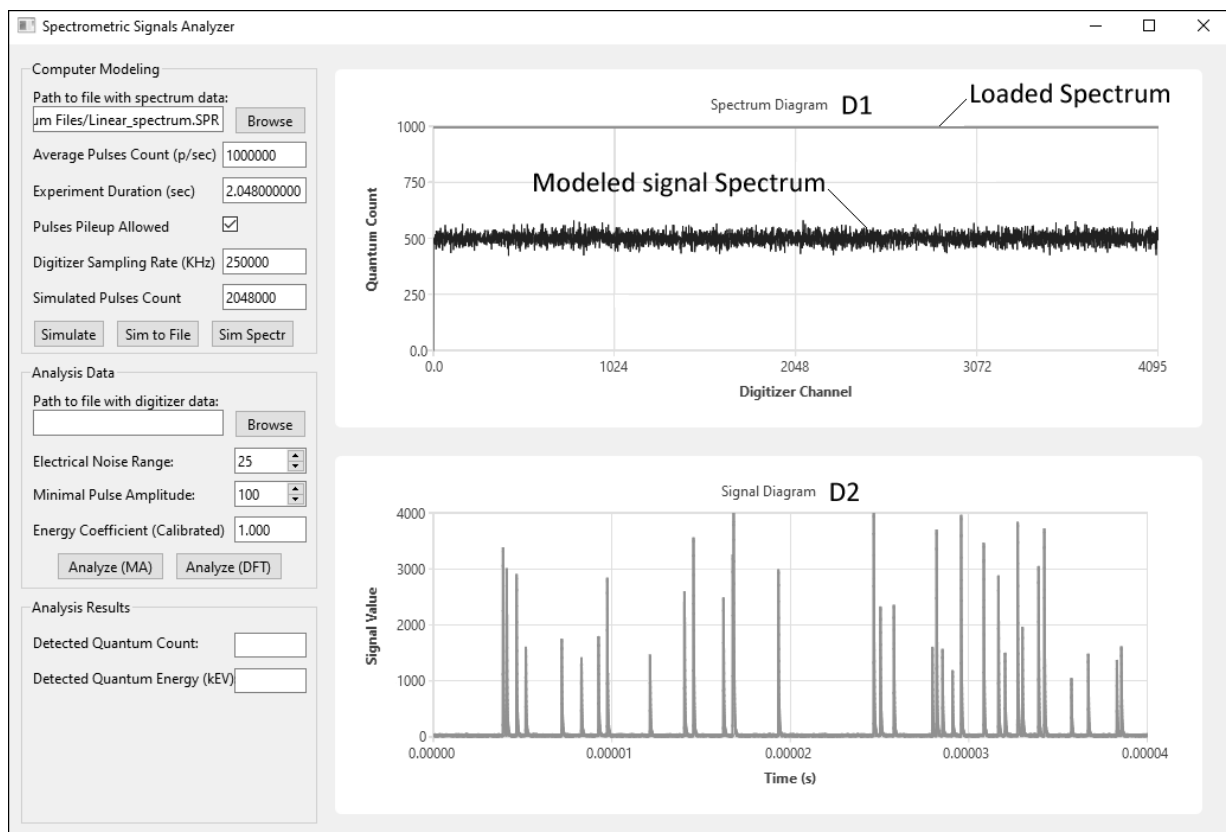 Spectrometric Signals Analyzer
Computer Modeling
Path to file with spectrum data:
um Files/Linear_spectrum.SPR Browse
Average Pulses Count (p/sec) 1000000
Experiment Duration (sec) 2.048000000
Pulses Pileup Allowed
Digitizer Sampling Rate (KHz) 250000
Simulated Pulses Count 2048000
Simulate Sim to File Sim Spectr
Analysis Data
Path to file with digitizer data:
Browse
Electrical Noise Range: 25
Minimal Pulse Amplitude: 100
Energy Coefficient (Calibrated) 1.000
Analyze (MA) Analyze (DFT)
Analysis Results
Detected Quantum Count:
Detected Quantum Energy (kEV)
Spectrum Diagram D1
Loaded Spectrum
Modeled signal Spectrum
Quantum Count
1000
750
500
250
0.0
0.0 1024 2048 3072 4095
Digitizer Channel
Signal Diagram D2
Signal Value
4000
3000
2000
1000
0
0.00000 0.00001 0.00002 0.00003 0.00004
Time (s)